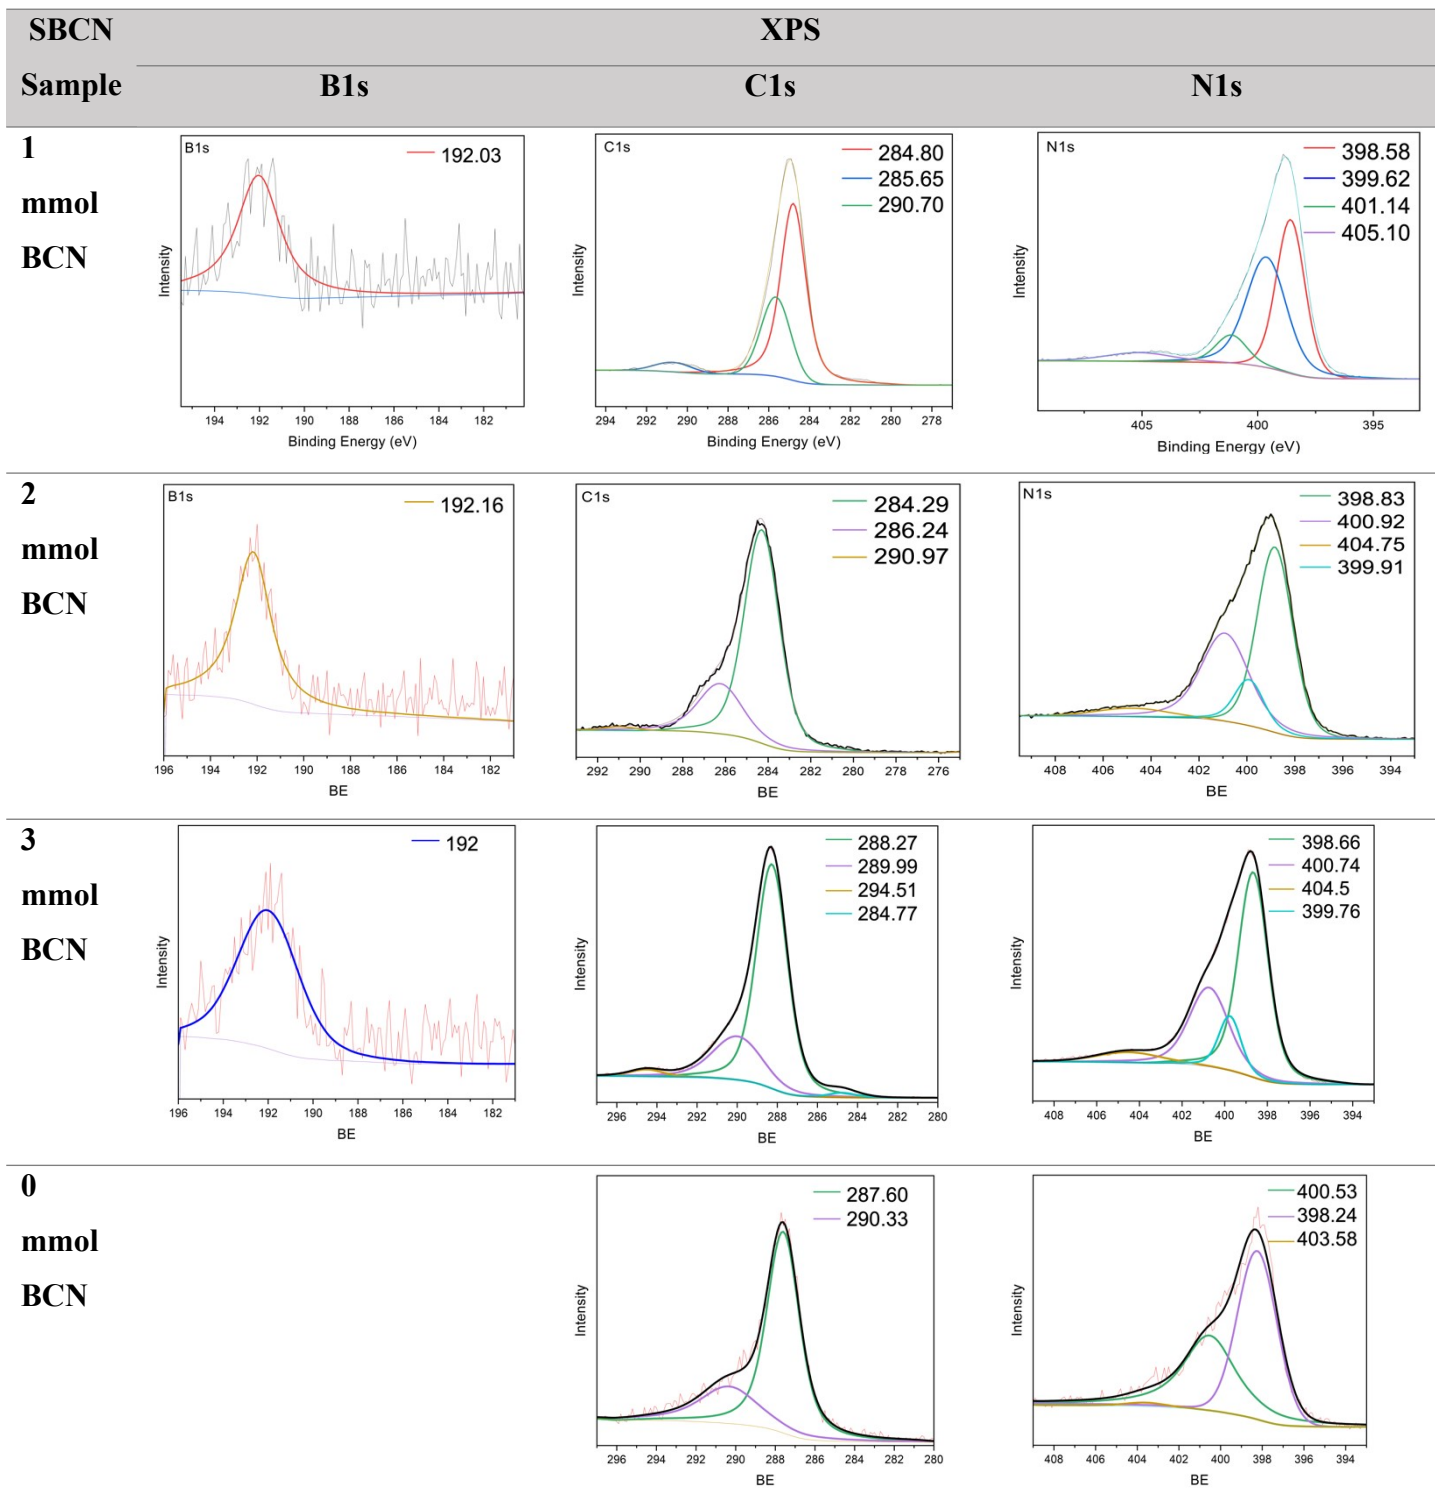 SBCN XPS
Sample B1s C1s N1s
1
mmol
BCN
B1s
192.03
Intensity
194 192 190 188 186 184 182
Binding Energy (eV)
C1s
284.80
285.65
290.70
Intensity
294 292 290 288 286 284 282 280 278
Binding Energy (eV)
N1s
398.58
399.62
401.14
405.10
Intensity
405 400 395
Binding Energy (eV)
2
mmol
BCN
B1s
192.16
Intensity
196 194 192 190 188 186 184 182
BE
C1s
284.29
286.24
290.97
Intensity
292 290 288 286 284 282 280 278 276
BE
N1s
398.83
400.92
404.75
399.91
Intensity
408 406 404 402 400 398 396 394
BE
3
mmol
BCN
192
Intensity
196 194 192 190 188 186 184 182
BE
288.27
289.99
294.51
284.77
Intensity
296 294 292 290 288 286 284 282 280
BE
398.66
400.74
404.5
399.76
Intensity
408 406 404 402 400 398 396 394
BE
0
mmol
BCN
287.60
290.33
Intensity
296 294 292 290 288 286 284 282 280
BE
400.53
398.24
403.58
Intensity
408 406 404 402 400 398 396 394
BE